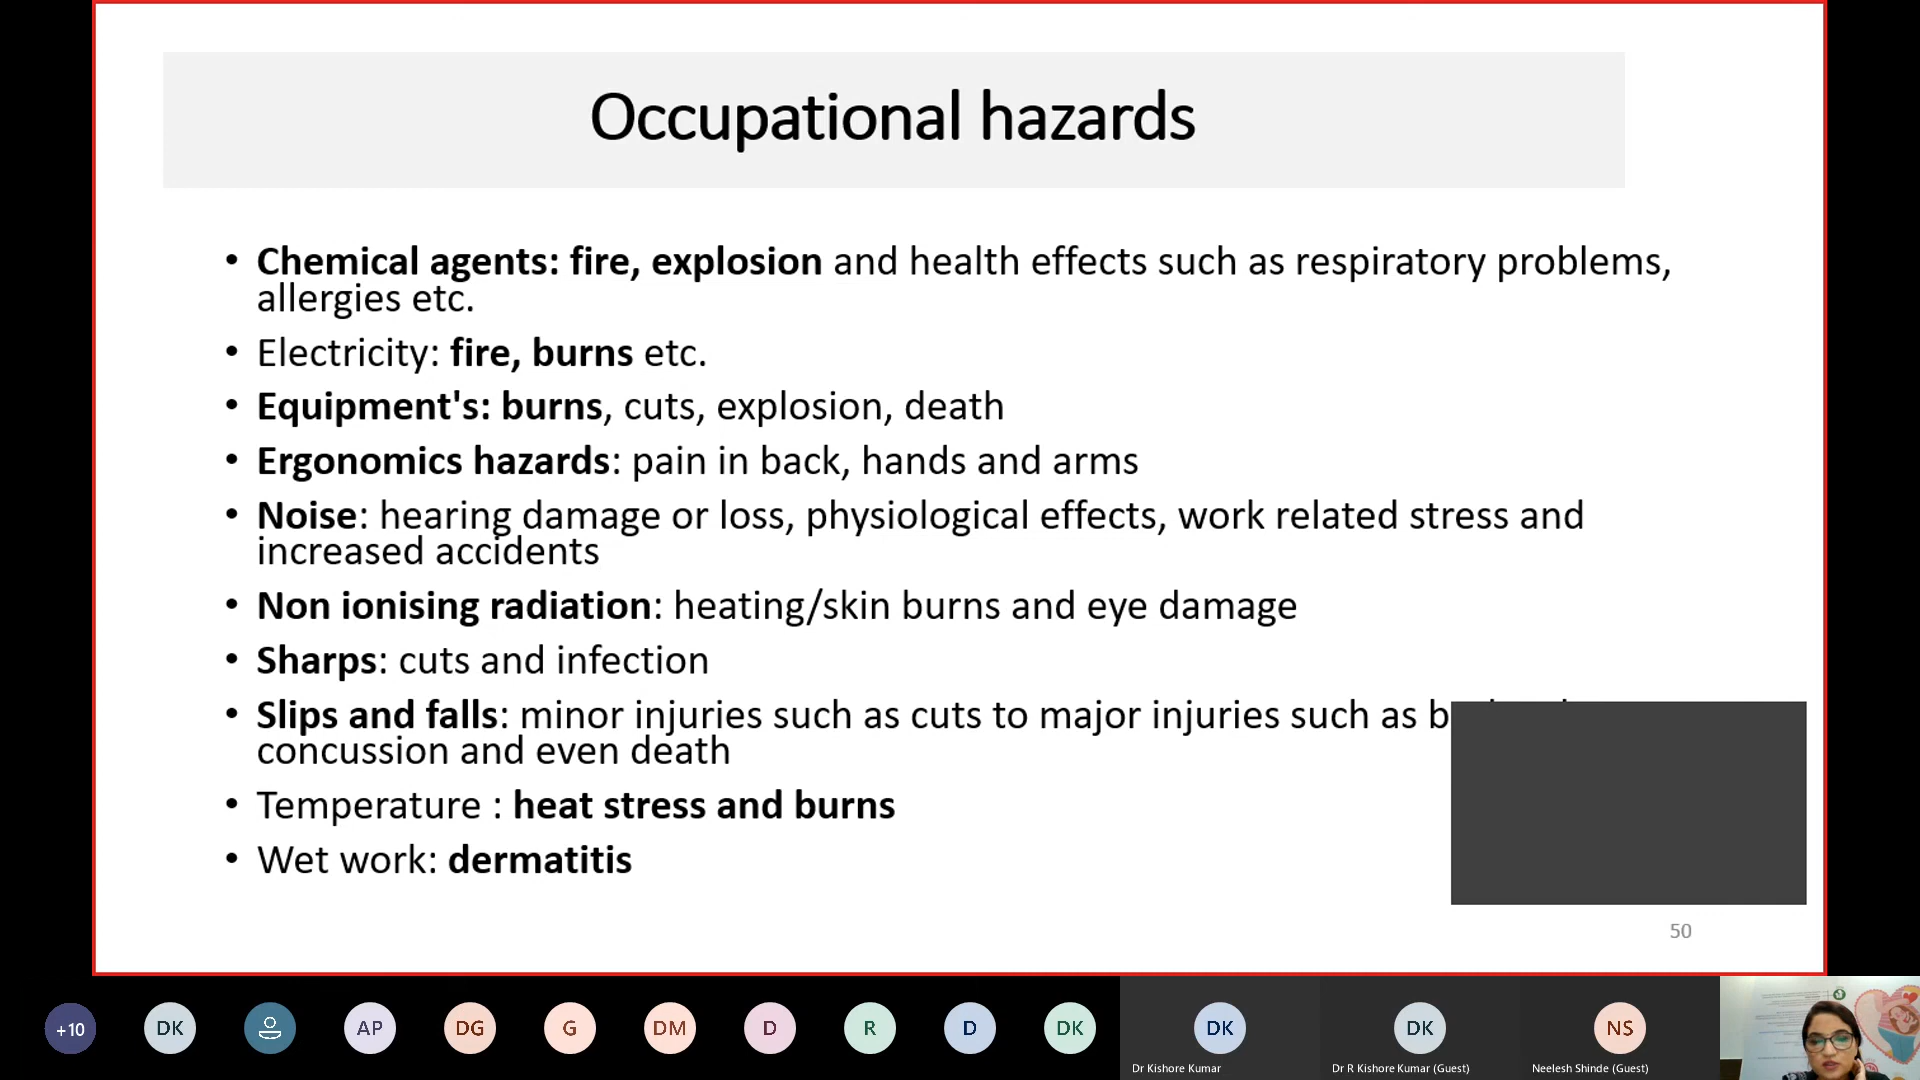 Occupational hazards
• Chemical agents: fire, explosion and health effects such as respiratory problems,
allergies etc.
• Electricity: fire, burns etc.
• Equipment's: burns, cuts, explosion, death
• Ergonomics hazards: pain in back, hands and arms
• Noise: hearing damage or loss, physiological effects, work related stress and
increased accidents
• Non ionising radiation: heating/skin burns and eye damage
• Sharps: cuts and infection
• Slips and falls: minor injuries such as cuts to major injuries such as
concussion and even death
• Temperature : heat stress and burns
• Wet work: dermatitis
50
+10
DK
AP
DG
G
DM
D
R
D
DK
DK
DK
NS
Dr Kishore Kumar
Dr R Kishore Kumar (Guest)
Neelesh Shinde (Guest)